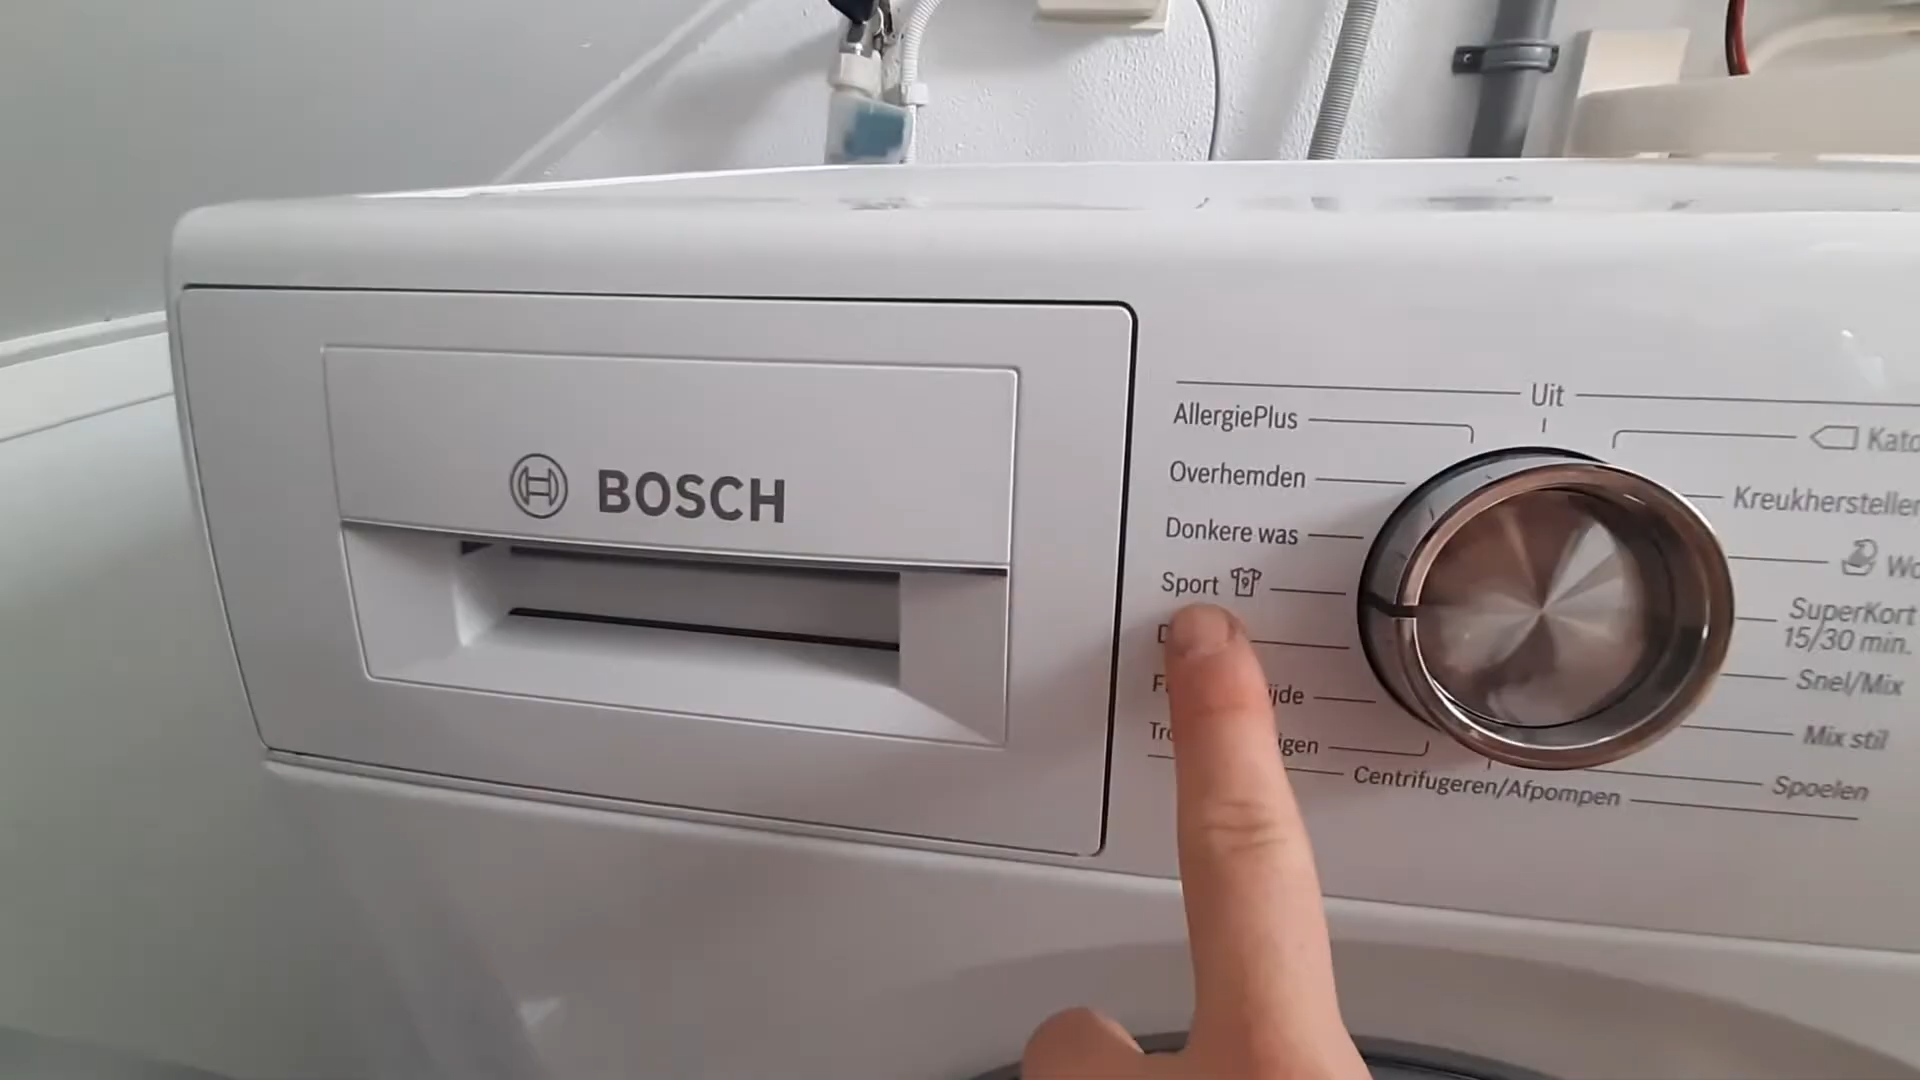 BOSCH
Uit
AllergiePlus
Overhemden
Donkere was
Sport
Centrifugeren/Afpompen
Kreukherstellen
SuperKort
15/30 min.
Snel/Mix
Mix stil
Spoelen